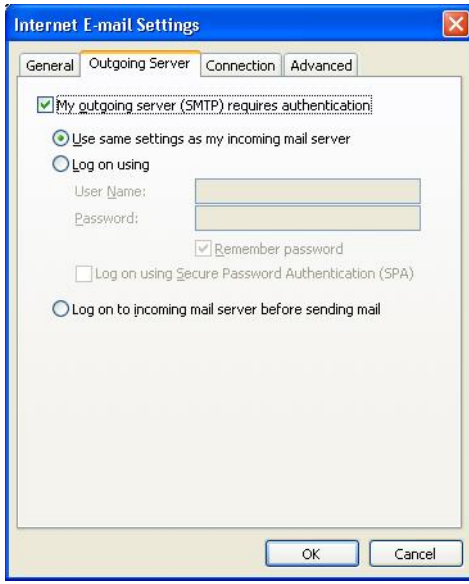 Internet E-mail Settings
General Outgoing Server Connection Advanced
My outgoing server (SMTP) requires authentication
Use same settings as my incoming mail server
Log on using
User Name:
Password:
Remember password
Log on using Secure Password Authentication (SPA)
Log on to incoming mail server before sending mail
OK Cancel